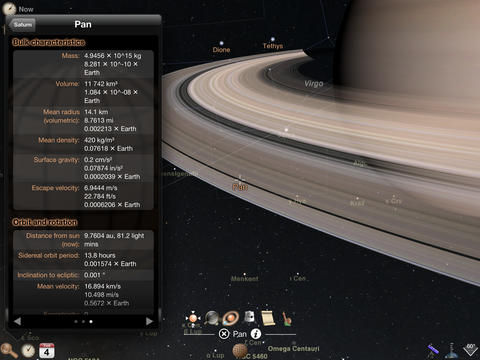 Now
Saturn
Pan
Bulk characteristics
Mass: 4.9456 × 10^15 kg
8.281 × 10^-10 ×
Earth
Volume: 11 742 km³
1.084 × 10^-08 ×
Earth
Mean radius (volumetric): 14.1 km
8.7613 mi
0.002213 × Earth
Mean density: 420 kg/m³
0.07618 × Earth
Surface gravity: 0.2 cm/s²
0.07874 in/s²
0.0002039 × Earth
Escape velocity: 6.9444 m/s
22.784 ft/s
0.0006206 × Earth
Orbit and rotation
Distance from sun (now): 9.7604 au, 81.2 light
mins
Sidereal orbit period: 13.8 hours
0.001574 × Earth
Inclination to ecliptic: 0.001 °
Mean velocity: 16.894 km/s
10.498 mi/s
0.5672 × Earth
Dione
Tethys
Virgo
Pan
Menkent
ι Cen
Pan
Omega Centauri
NGC 5460
α Lup
TUE
4
60°